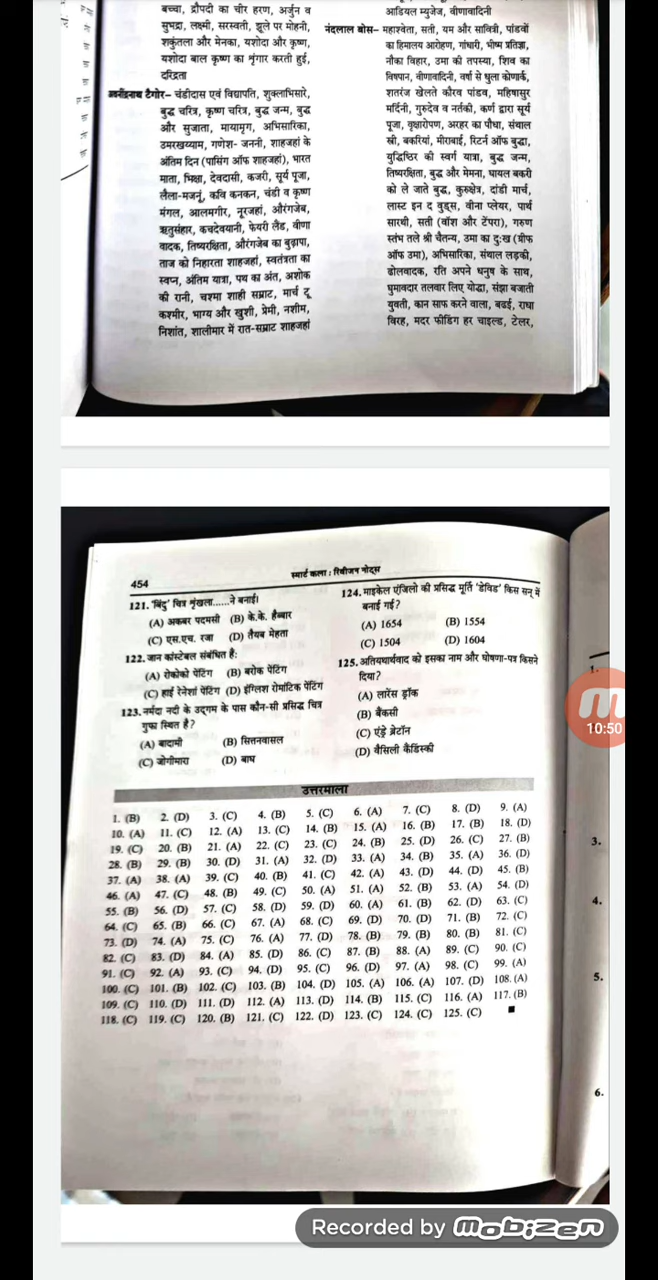 बच्चा, द्रौपदी का चीर हरण, अर्जुन व
सुभद्रा, लक्ष्मी, सरस्वती, झूले पर मोहनी,
शकुंतला और मेनका, यशोदा और कृष्ण,
यशोदा बाल कृष्ण का शृंगार करती हुई,
दरिद्रता
अवनींद्रनाथ टैगोर– चंडीदास एवं विद्यापति, शुक्लाभिसारे,
बुद्ध चरित्र, कृष्ण चरित्र, बुद्ध जन्म, बुद्ध
और सुजाता, मायामृग, अभिसारिका,
उमरखय्याम, गणेश- जननी, शाहजहां के
अंतिम दिन (पासिंग ऑफ शाहजहां), भारत
माता, भिक्षा, देवदासी, कजरी, सूर्य पूजा,
लैला-मजनूं, कवि कनकन, चंडी व कृष्ण
मंगल, आलमगीर, नूरजहां, औरंगजेब,
ऋतुसंहार, कचदेवयानी, फेयरी लैंड, वीणा
वादक, तिष्यरक्षिता, औरंगजेब का बुढ़ापा,
ताज को निहारता शाहजहां, स्वतंत्रता का
स्वप्न, अंतिम यात्रा, पथ का अंत, अशोक
की रानी, चश्मा शाही सम्राट, मार्च टू
कश्मीर, भाग्य और खुशी, प्रेमी, नशीम,
निशांत, शालीमार में रात-सम्राट शाहजहां
आडियल म्युजेज, वीणावादिनी
नंदलाल बोस– महाश्वेता, सती, यम और सावित्री, पांडवों
का हिमालय आरोहण, गांधारी, भीष्म प्रतिज्ञा,
नौका विहार, उमा की तपस्या, शिव का
विषपान, वीणावादिनी, वर्षा से धुला कोणार्क,
शतरंज खेलते कौरव पांडव, महिषासुर
मर्दिनी, गुरुदेव व नर्तकी, कर्ण द्वारा सूर्य
पूजा, वृक्षारोपण, अरहर का पौधा, संथाल
स्त्री, बकरियां, मीराबाई, रिटर्न ऑफ बुद्धा,
युद्धिष्ठिर की स्वर्ग यात्रा, बुद्ध जन्म,
तिष्यरक्षिता, बुद्ध और मेमना, घायल बकरी
को ले जाते बुद्ध, कुरुक्षेत्र, दांडी मार्च,
लास्ट इन द वुड्स, वीना प्लेयर, पार्थ
सारथी, सती (वॉश और टेंपरा), गरुण
स्तंभ तले श्री चैतन्य, उमा का दु:ख (ग्रीफ
ऑफ उमा), अभिसारिका, संथाल लड़की,
ढोलवादक, रति अपने धनुष के साथ,
घुमावदार तलवार लिए योद्धा, संझा बजाती
युवती, कान साफ करने वाला, बढई, राधा
विरह, मदर फीडिंग हर चाइल्ड, टेलर,
454
स्मार्ट कला : रिवीजन नोट्स
121. 'बिंदु' चित्र शृंखला......ने बनाई।
(A) अकबर पदमसी (B) के.के. हैब्बार
(C) एस.एच. रजा (D) तैयब मेहता
122. जान कांस्टेबल संबंधित है:
(A) रोकोको पेंटिंग (B) बरोक पेंटिंग
(C) हाई रेनेशां पेंटिग (D) इंग्लिश रोमांटिक पेंटिंग
123. नर्मदा नदी के उद्गम के पास कौन-सी प्रसिद्ध चित्र
गुफा स्थित है?
(A) बादामी (B) सित्तनवासल
(C) जोगीमारा (D) बाघ
124. माइकेल एंजिलो की प्रसिद्ध मूर्ति 'डेविड' किस सन् में
बनाई गई?
(A) 1654 (B) 1554
(C) 1504 (D) 1604
125. अतियथार्थवाद को इसका नाम और घोषणा-पत्र किसने
दिया?
(A) लारेंस ड्रॉक
(B) बैंकसी
(C) एंड्रे ब्रेटॉन
(D) वैसिली कैडिंस्की
उत्तरमाला
1. (B) 2. (D) 3. (C) 4. (B) 5. (C) 6. (A) 7. (C) 8. (D) 9. (A)
10. (A) 11. (C) 12. (A) 13. (C) 14. (B) 15. (A) 16. (B) 17. (B) 18. (D)
19. (C) 20. (B) 21. (A) 22. (C) 23. (C) 24. (B) 25. (D) 26. (C) 27. (B)
28. (B) 29. (B) 30. (D) 31. (A) 32. (D) 33. (A) 34. (B) 35. (A) 36. (D)
37. (A) 38. (A) 39. (C) 40. (B) 41. (C) 42. (A) 43. (D) 44. (D) 45. (B)
46. (A) 47. (C) 48. (B) 49. (C) 50. (A) 51. (A) 52. (B) 53. (A) 54. (D)
55. (B) 56. (D) 57. (C) 58. (D) 59. (D) 60. (A) 61. (B) 62. (D) 63. (C)
64. (C) 65. (B) 66. (C) 67. (A) 68. (C) 69. (D) 70. (D) 71. (B) 72. (C)
73. (D) 74. (A) 75. (C) 76. (A) 77. (D) 78. (B) 79. (B) 80. (B) 81. (C)
82. (C) 83. (D) 84. (A) 85. (D) 86. (C) 87. (B) 88. (A) 89. (C) 90. (C)
91. (C) 92. (A) 93. (C) 94. (D) 95. (C) 96. (D) 97. (A) 98. (C) 99. (A)
100. (C) 101. (B) 102. (C) 103. (B) 104. (D) 105. (A) 106. (A) 107. (D) 108. (A)
109. (C) 110. (D) 111. (D) 112. (A) 113. (D) 114. (B) 115. (C) 116. (A) 117. (B)
118. (C) 119. (C) 120. (B) 121. (C) 122. (D) 123. (C) 124. (C) 125. (C)
1.
10:50
3.
4.
5.
6.
Recorded by mobizen